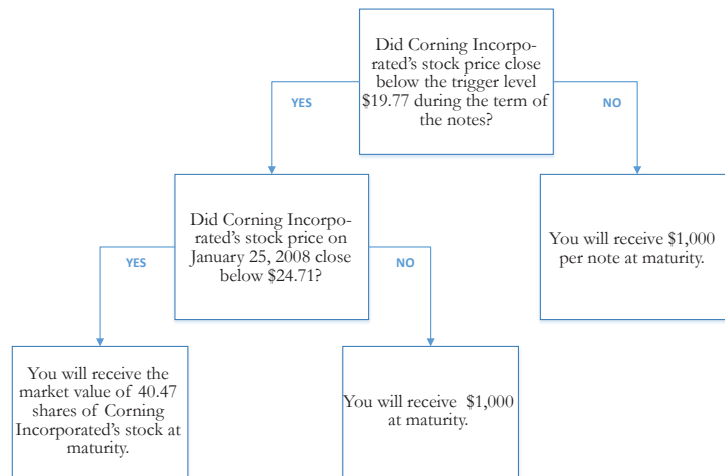 Did Corning Incorpo-
rated's stock price close
below the trigger level
$19.77 during the term of
the notes?
YES
NO
Did Corning Incorpo-
rated's stock price on
January 25, 2008 close
below $24.71?
You will receive $1,000
per note at maturity.
YES
NO
You will receive the
market value of 40.47
shares of Corning
Incorporated's stock at
maturity.
You will receive $1,000
at maturity.